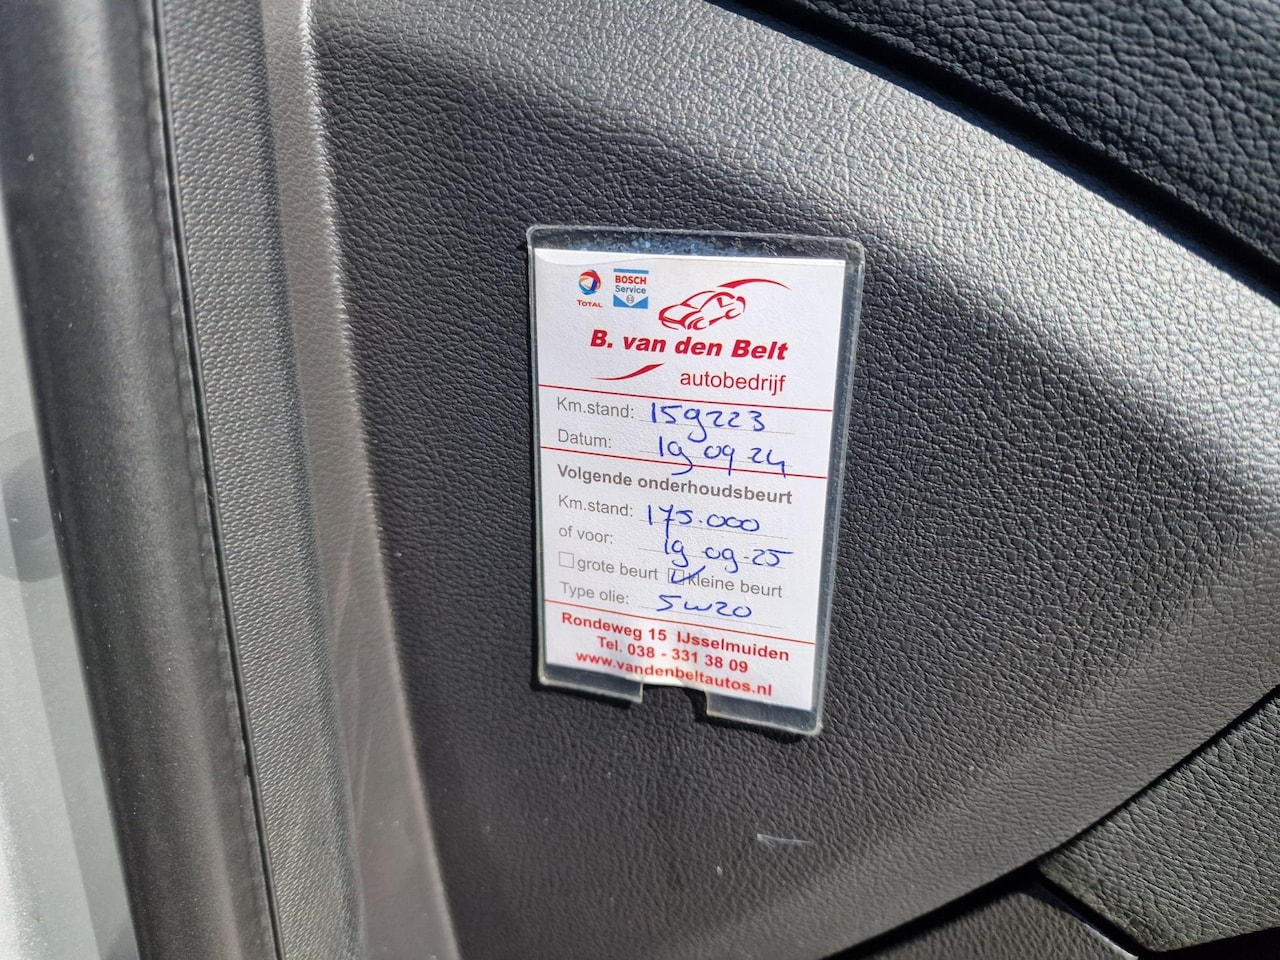 TOTAL
BOSCH
Service
B. van den Belt
autobedrijf
Km.stand: 159223
Datum: 19 09 24
Volgende onderhoudsbeurt
Km.stand: 175.000
of voor: 19 09-25
grote beurt kleine beurt
Type olie: 5w20
Rondeweg 15 IJsselmuiden
Tel. 038 - 331 38 09
www.vandenbeltautos.nl